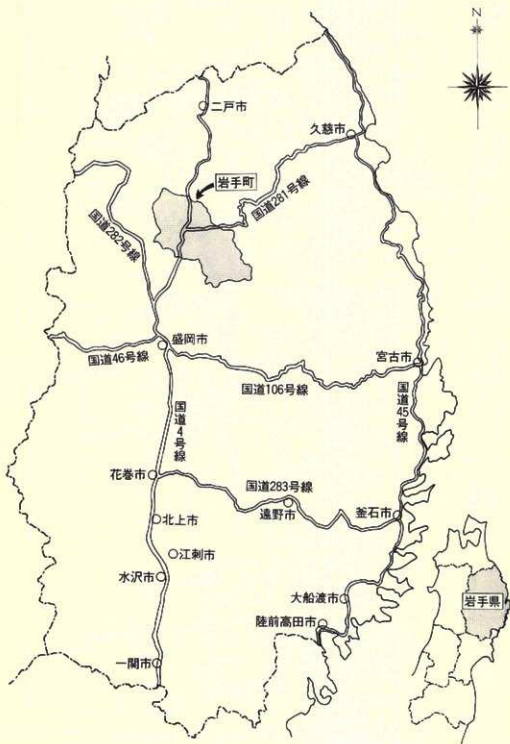 N
二戸市
久慈市
岩手町
国道281号線
国道282号線
盛岡市
国道46号線
宮古市
国道106号線
国道45号線
国道4号線
花巻市
国道283号線
遠野市
釜石市
北上市
江刺市
水沢市
大船渡市
岩手県
陸前高田市
一関市